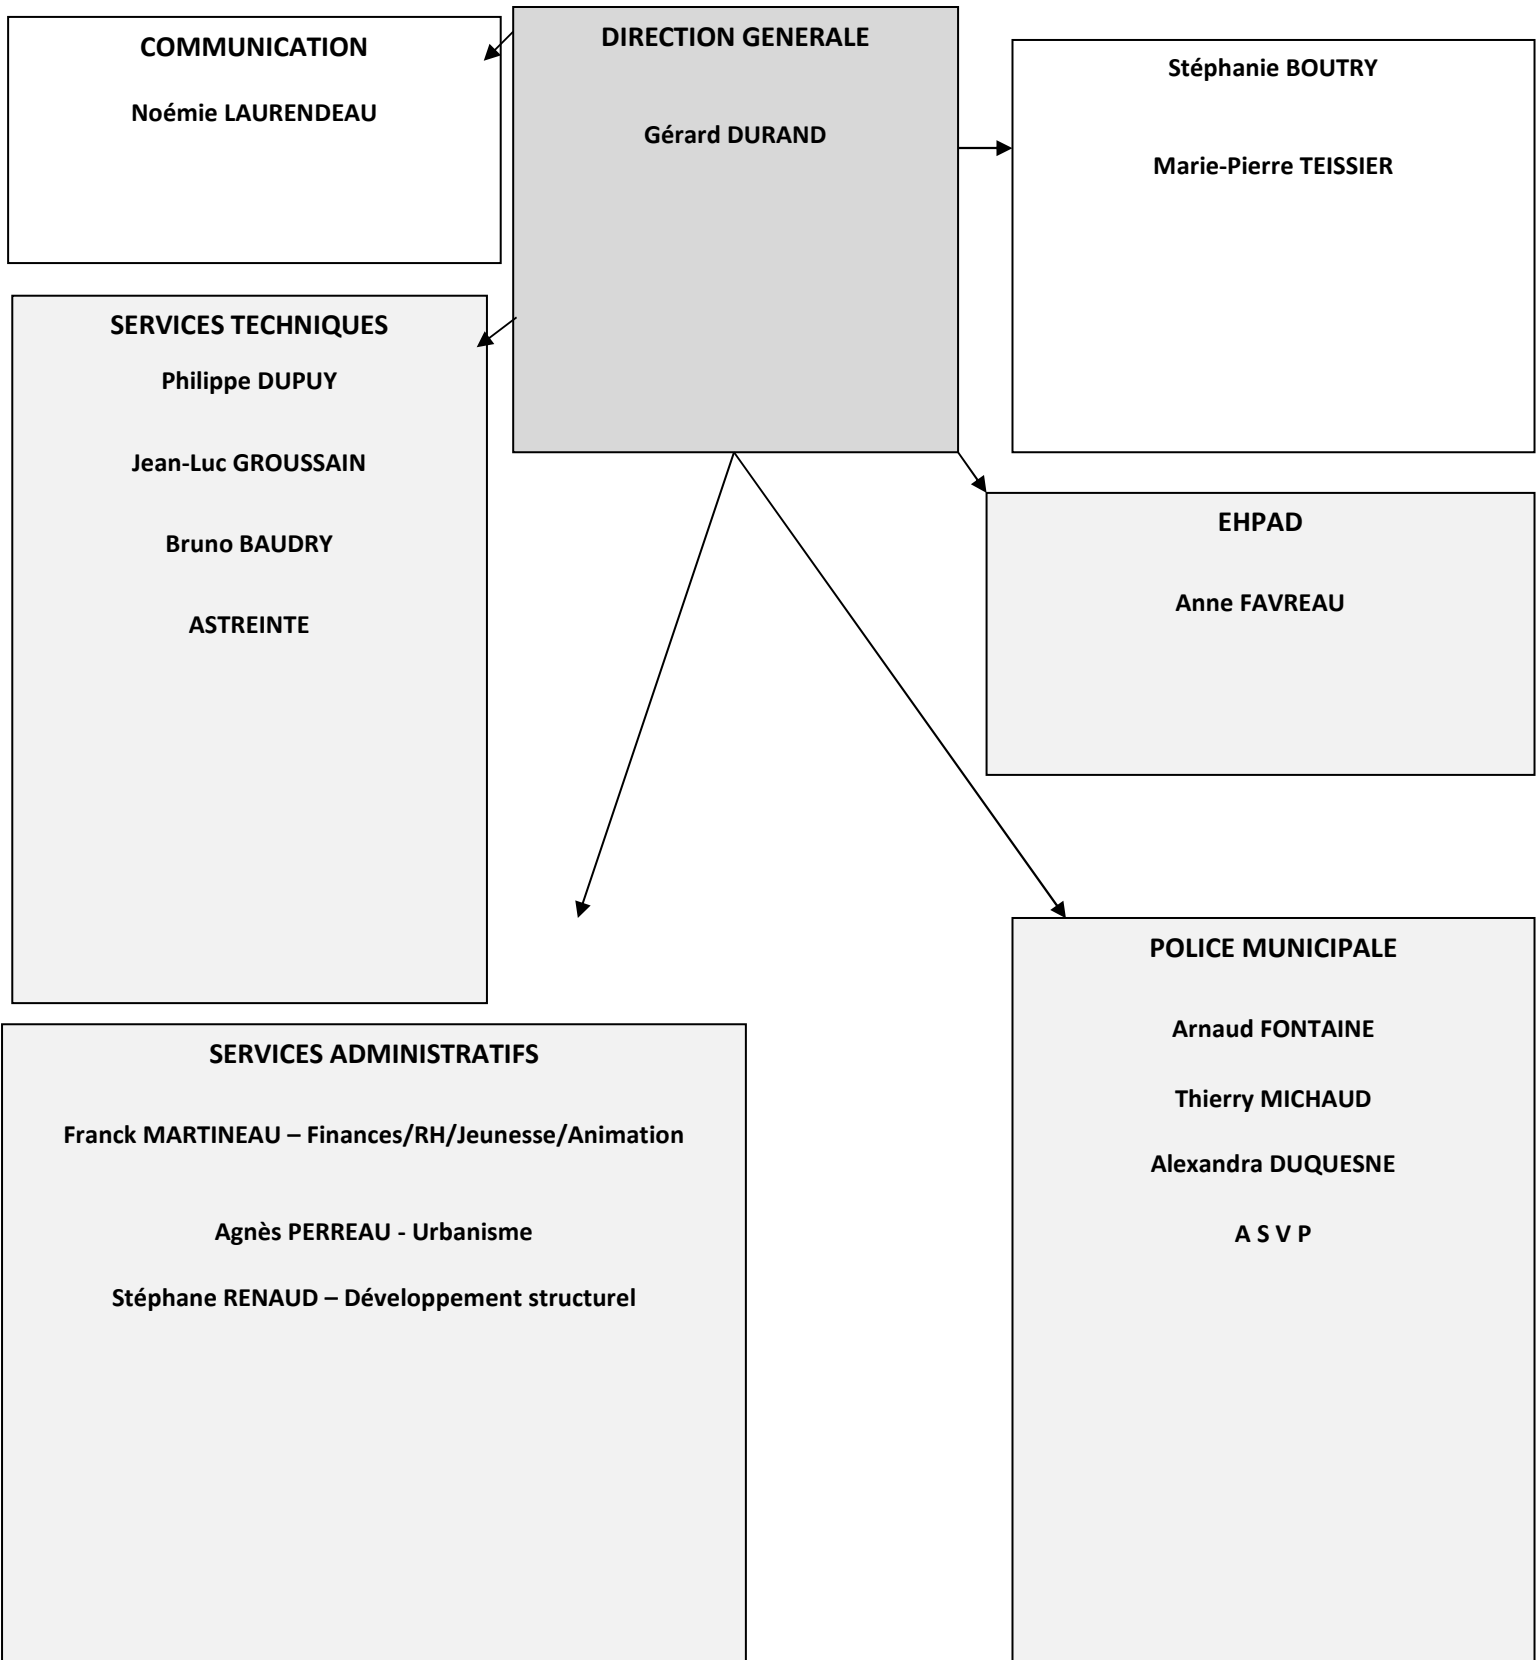 COMMUNICATION
Noémie LAURENDEAU
DIRECTION GENERALE
Gérard DURAND
Stéphanie BOUTRY
Marie-Pierre TEISSIER
SERVICES TECHNIQUES
Philippe DUPUY
Jean-Luc GROUSSAIN
Bruno BAUDRY
ASTREINTE
EHPAD
Anne FAVREAU
SERVICES ADMINISTRATIFS
Franck MARTINEAU – Finances/RH/Jeunesse/Animation
Agnès PERREAU - Urbanisme
Stéphane RENAUD – Développement structurel
POLICE MUNICIPALE
Arnaud FONTAINE
Thierry MICHAUD
Alexandra DUQUESNE
A S V P